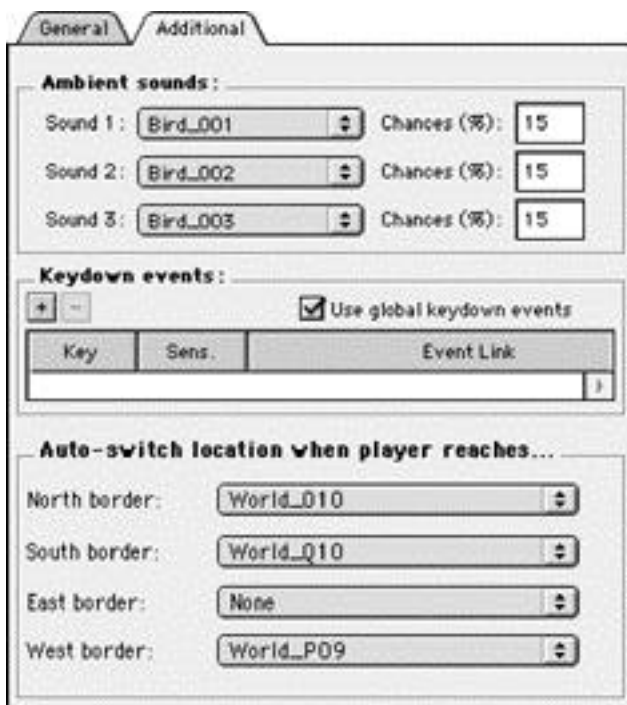 General Additional
Ambient sounds:
Sound 1: Bird_001 Chances (%): 15
Sound 2: Bird_002 Chances (%): 15
Sound 3: Bird_003 Chances (%): 15
Keydown events:
+ - Use global keydown events
Key Sens. Event Link
Auto-switch location when player reaches...
North border: World_O10
South border: World_Q10
East border: None
West border: World_P09